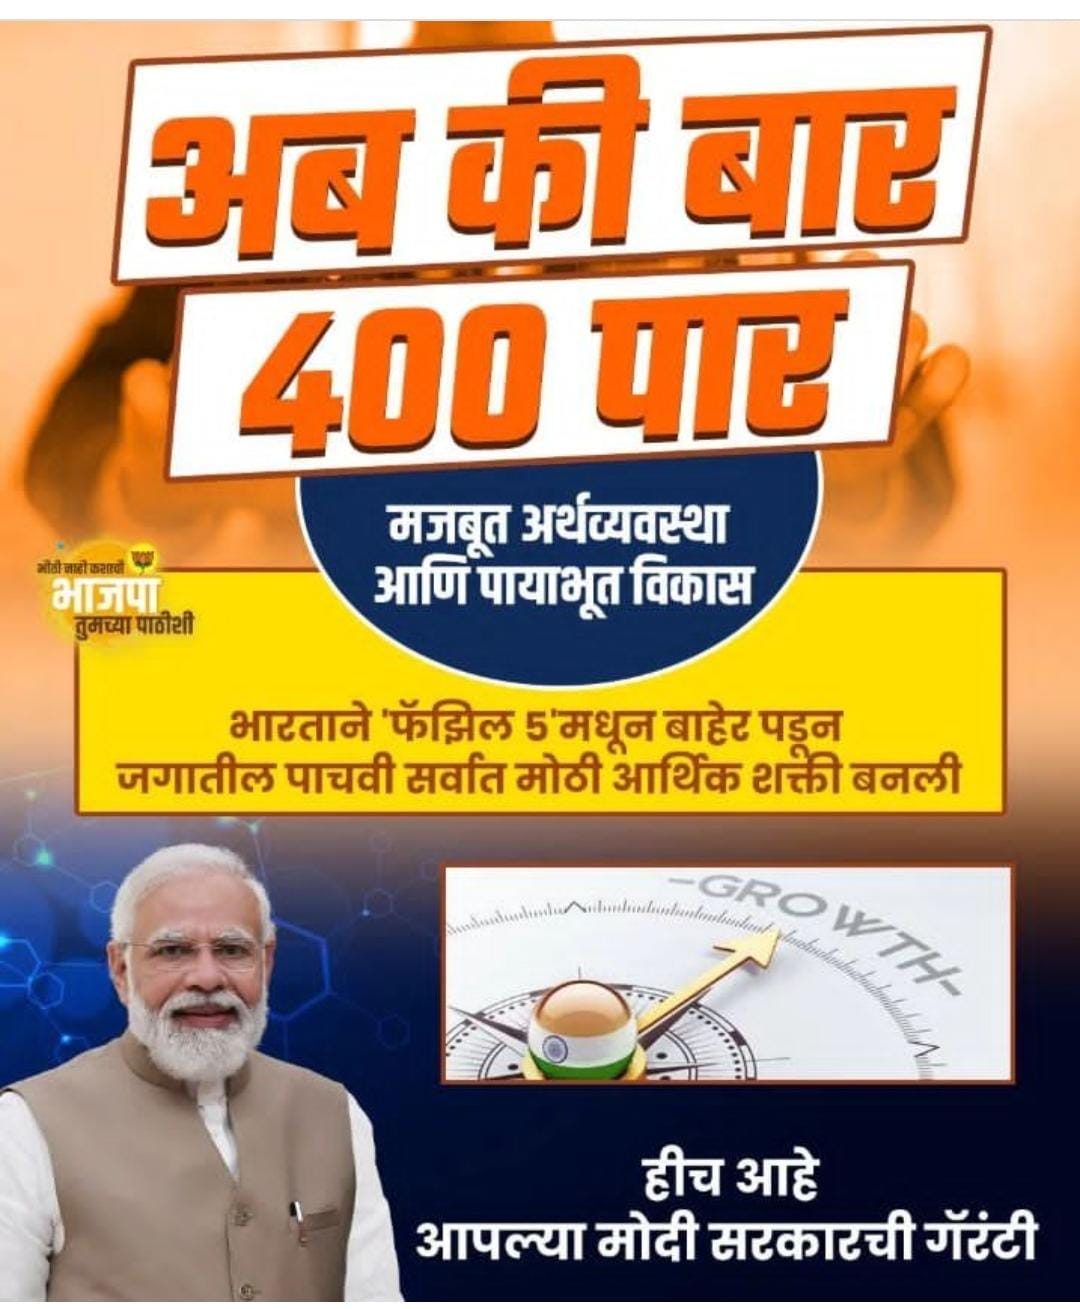 अब की बार
400 पार
मजबूत अर्थव्यवस्था
आणि पायाभूत विकास
भीती नाही कशाची
भाजपा
तुमच्या पाठीशी
भारताने 'फॅझिल 5'मधून बाहेर पडून
जगातील पाचवी सर्वात मोठी आर्थिक शक्ती बनली
-GROWTH-
हीच आहे
आपल्या मोदी सरकारची गॅरंटी